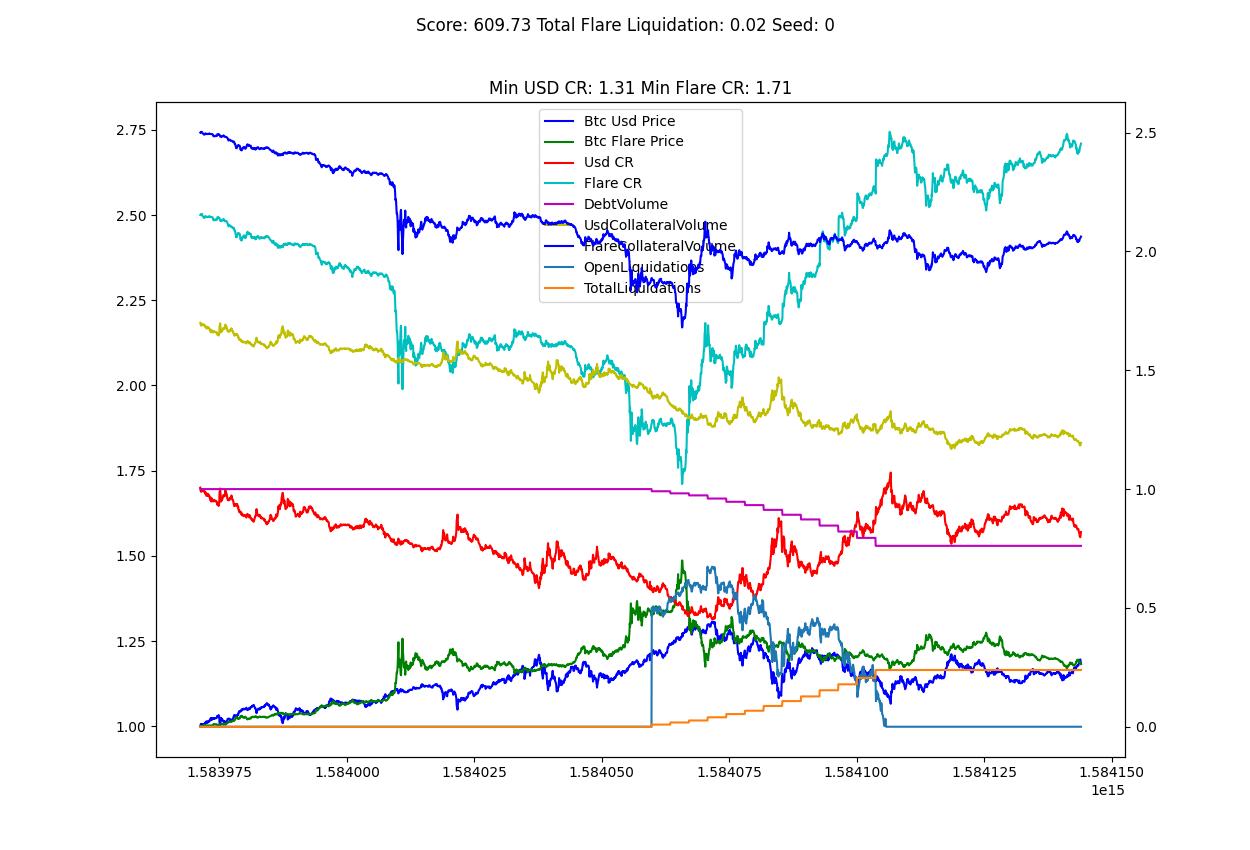 Score: 609.73 Total Flare Liquidation: 0.02 Seed: 0
Min USD CR: 1.31 Min Flare CR: 1.71
Btc Usd Price
Btc Flare Price
Usd CR
Flare CR
DebtVolume
UsdCollateralVolume
FlareCollateralVolume
OpenLiquidations
TotalLiquidations
2.75
2.50
2.25
2.00
1.75
1.50
1.25
1.00
2.5
2.0
1.5
1.0
0.5
0.0
1.583975 1.584000 1.584025 1.584050 1.584075 1.584100 1.584125 1.584150
1e15